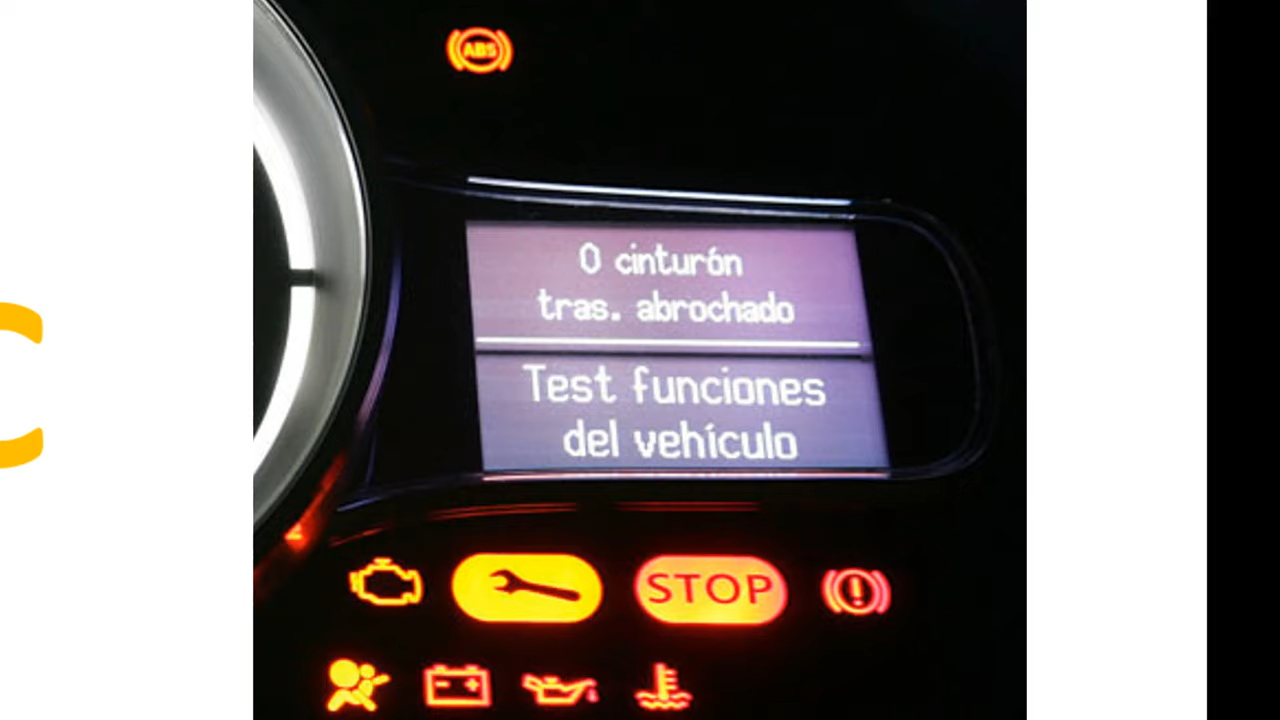 ABS
0 cinturón
tras. abrochado
Test funciones
del vehículo
STOP